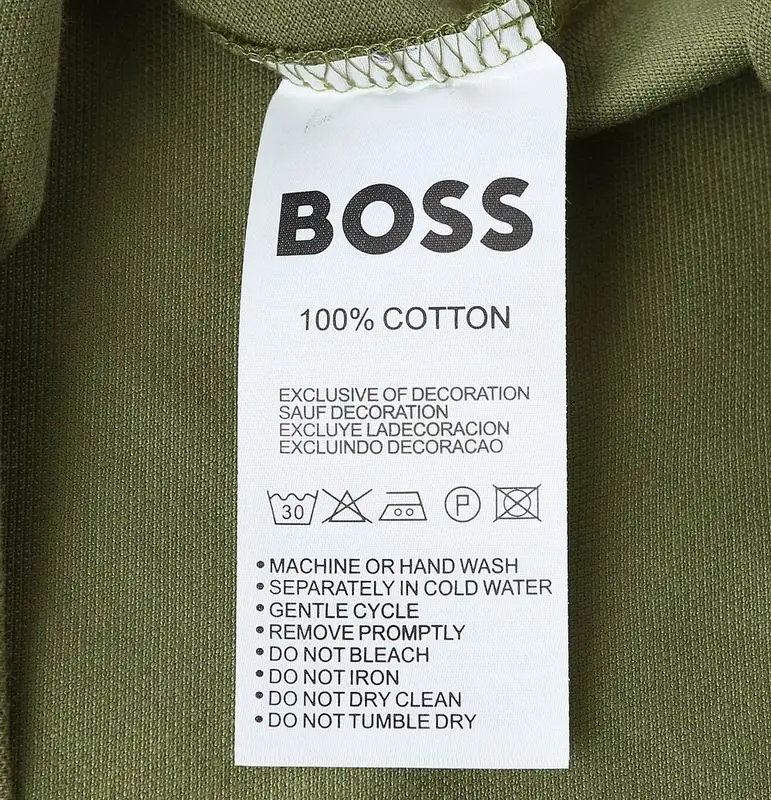 BOSS
100% COTTON
EXCLUSIVE OF DECORATION
SAUF DECORATION
EXCLUYE LADECORACION
EXCLUINDO DECORACAO
30 P
• MACHINE OR HAND WASH
• SEPARATELY IN COLD WATER
• GENTLE CYCLE
• REMOVE PROMPTLY
• DO NOT BLEACH
• DO NOT IRON
• DO NOT DRY CLEAN
• DO NOT TUMBLE DRY